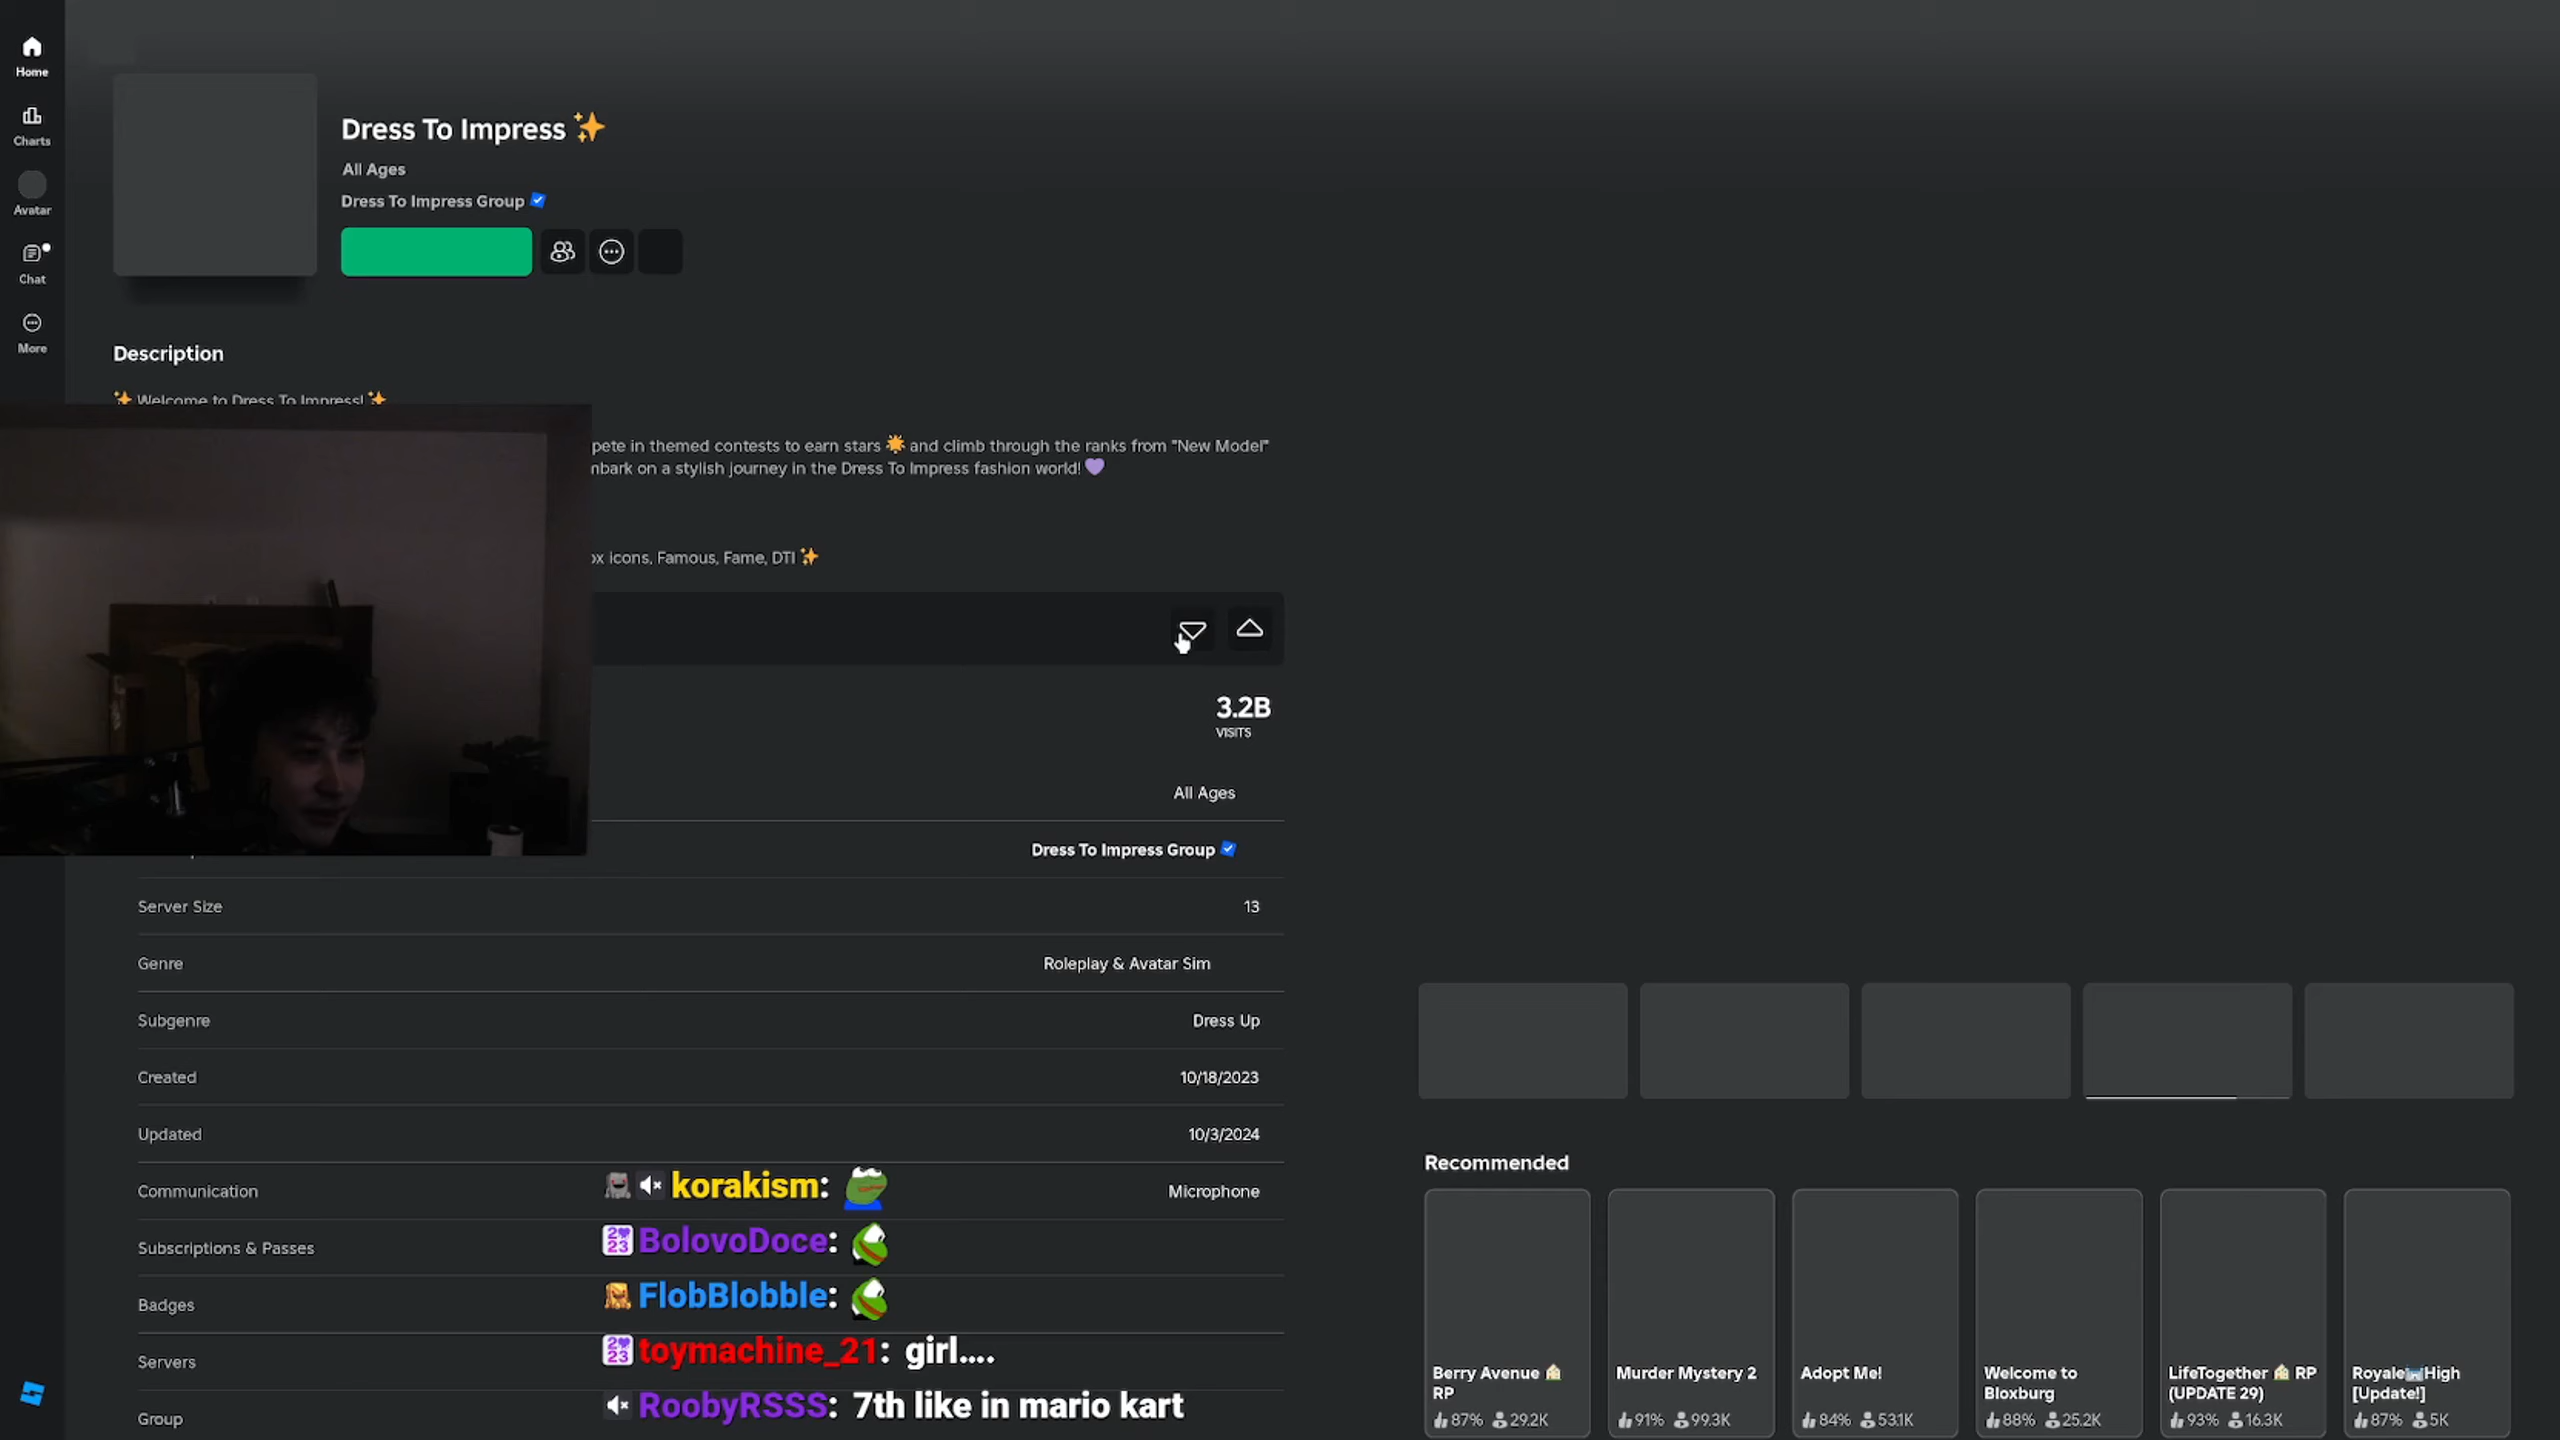 Home
Charts
Avatar
Chat
More
Dress To Impress ✨
All Ages
Dress To Impress Group
Description
✨ Welcome to Dress To Impress! ✨
pete in themed contests to earn stars 🌟 and climb through the ranks from "New Model"
on a stylish journey in the Dress To Impress fashion world! 💜
icons, Famous, Fame, DTI ✨
3.2B
VISITS
All Ages
Dress To Impress Group
Server Size 13
Genre Roleplay & Avatar Sim
Subgenre Dress Up
Created 10/18/2023
Updated 10/3/2024
Communication Microphone
Subscriptions & Passes
Badges
Servers
Group
korakism:
BolovoDoce:
FlobBlobble:
toymachine_21: girl....
RoobyRSSS: 7th like in mario kart
Recommended
Berry Avenue 🏠
RP
87% 29.2K
Murder Mystery 2
91% 99.3K
Adopt Me!
84% 53.1K
Welcome to
Bloxburg
88% 25.2K
LifeTogether 🏠 RP
(UPDATE 29)
93% 16.3K
Royale🏰High
[Update!]
87% 5K